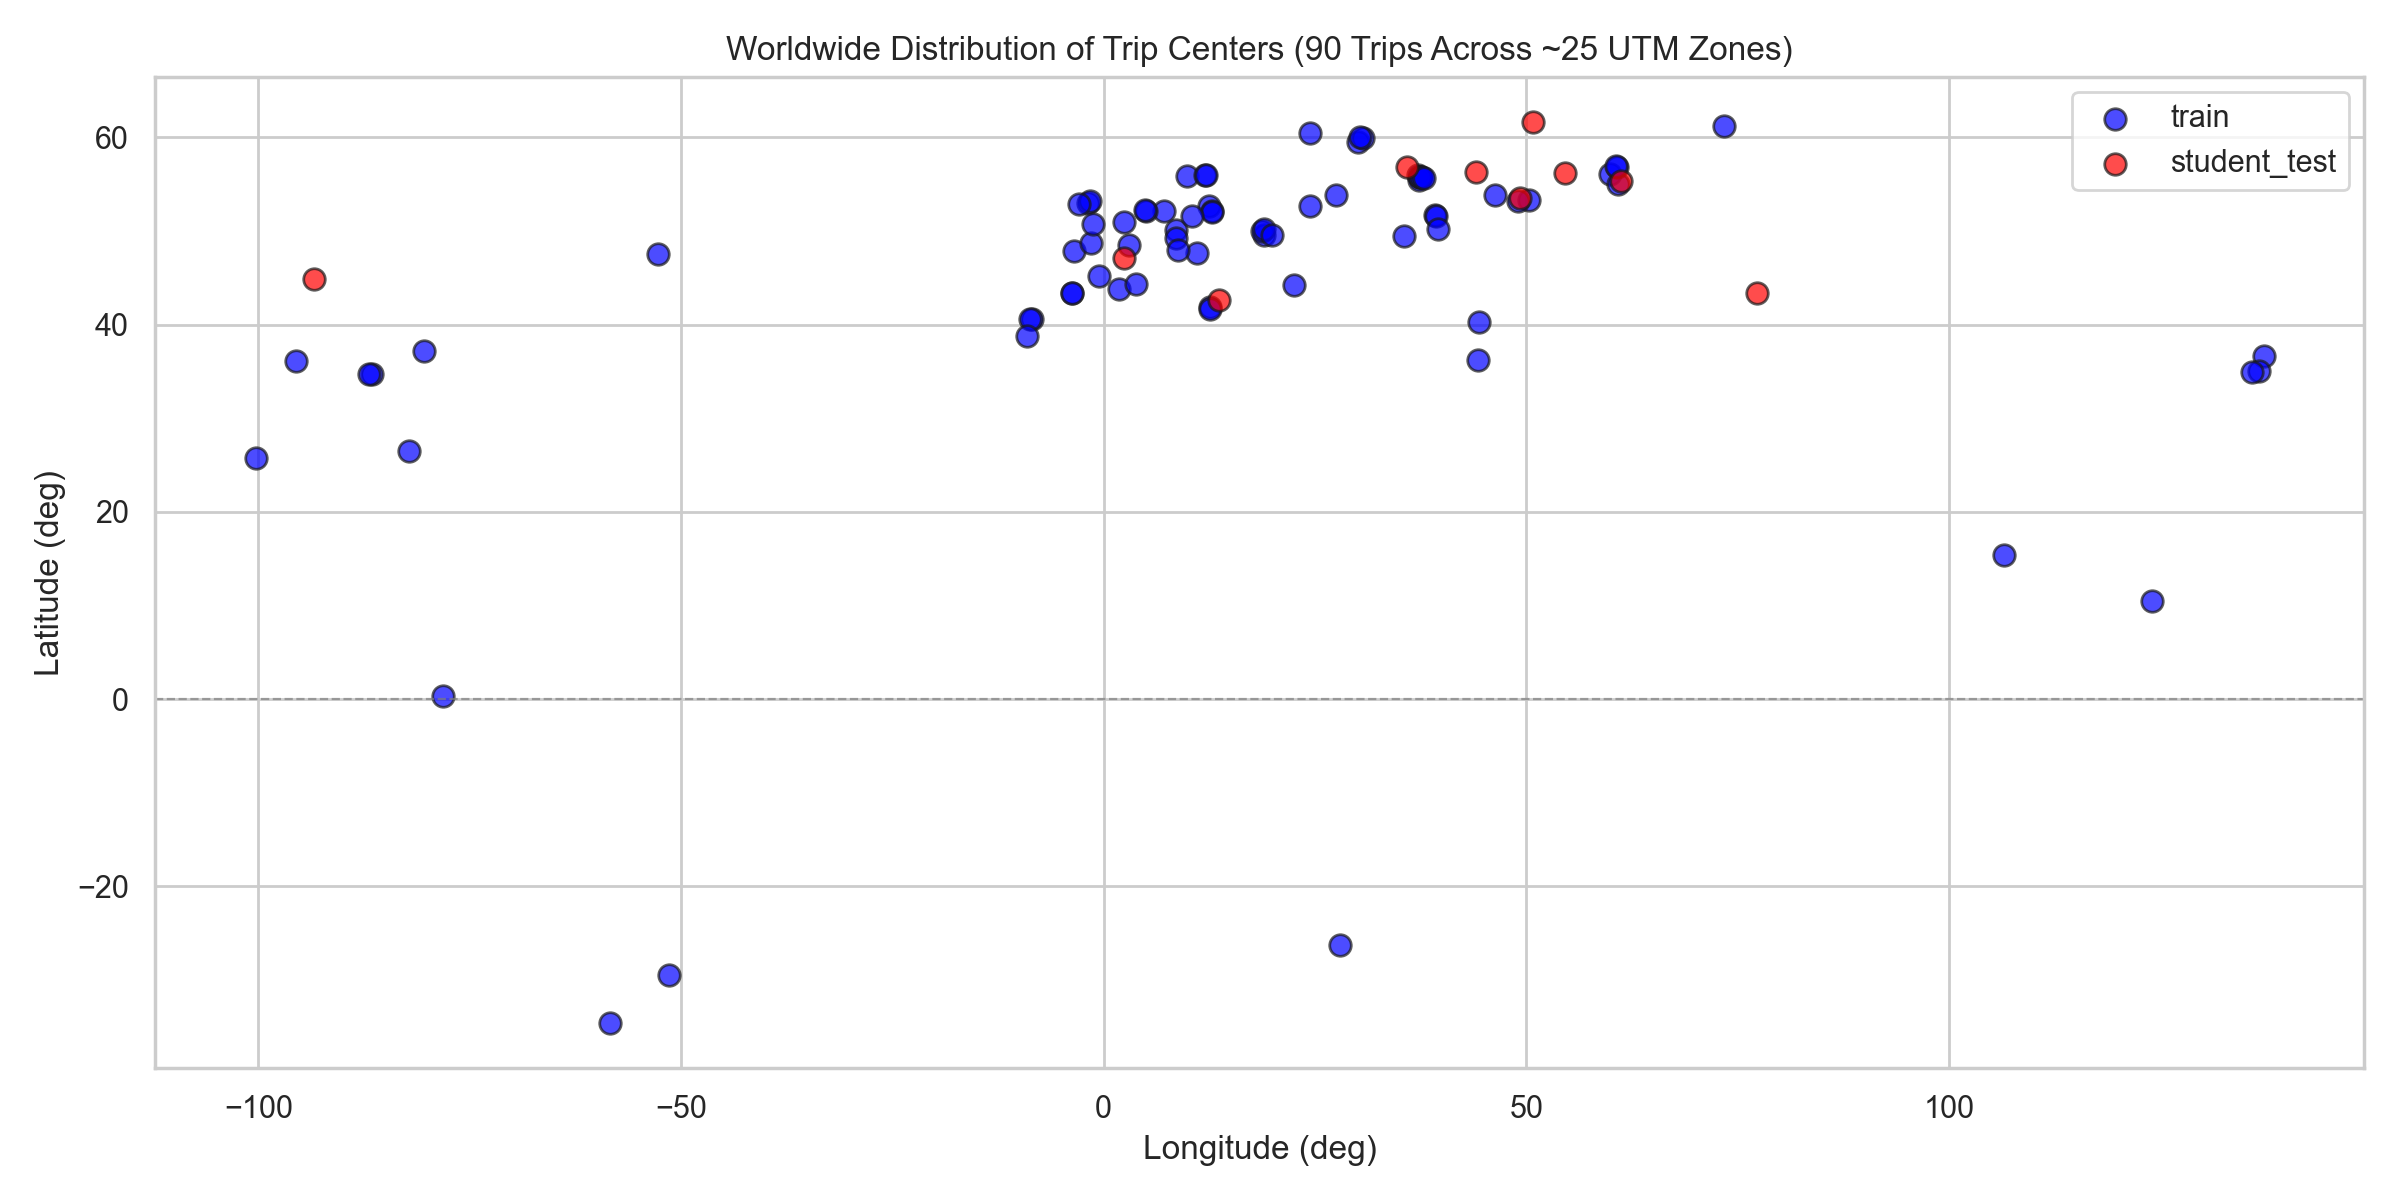 Worldwide Distribution of Trip Centers (90 Trips Across ~25 UTM Zones)
train
student_test
Latitude (deg)
60
40
20
0
−20
−100
−50
0
50
100
Longitude (deg)